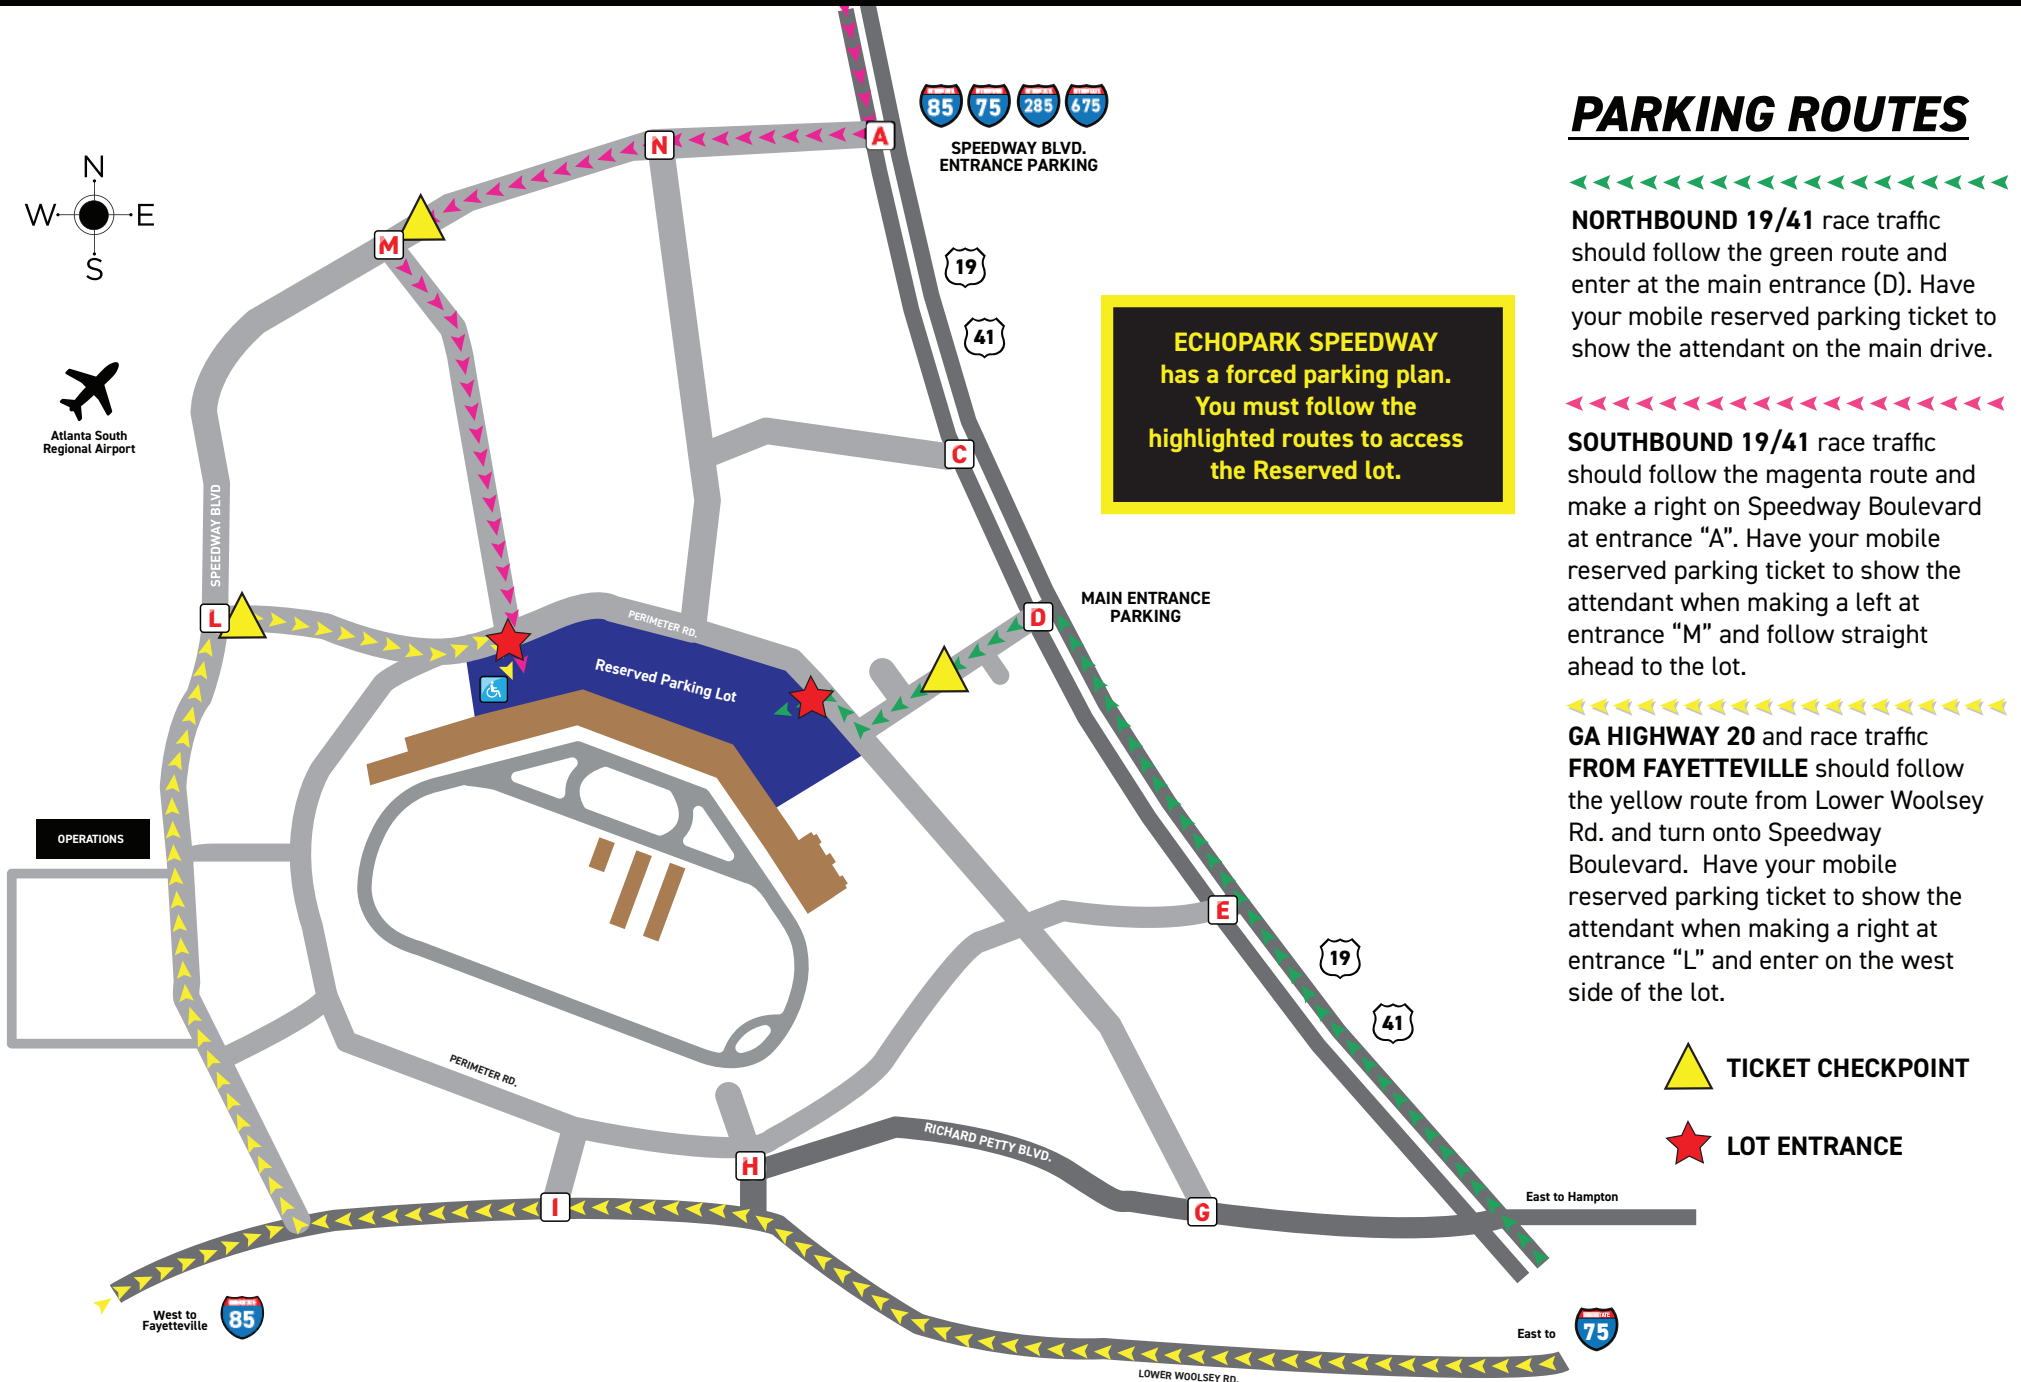 85 75 285 675
SPEEDWAY BLVD.
ENTRANCE PARKING
A
N
M
N
W E
S
19
41
Atlanta South
Regional Airport
C
SPEEDWAY BLVD
L
PERIMETER RD.
Reserved Parking Lot
D
MAIN ENTRANCE
PARKING
ECHOPARK SPEEDWAY
has a forced parking plan.
You must follow the
highlighted routes to access
the Reserved lot.
OPERATIONS
E
19
41
PERIMETER RD.
RICHARD PETTY BLVD.
H
I
G
East to Hampton
West to
Fayetteville
85
East to
75
LOWER WOOLSEY RD.
PARKING ROUTES
NORTHBOUND 19/41 race traffic
should follow the green route and
enter at the main entrance (D). Have
your mobile reserved parking ticket to
show the attendant on the main drive.
SOUTHBOUND 19/41 race traffic
should follow the magenta route and
make a right on Speedway Boulevard
at entrance “A”. Have your mobile
reserved parking ticket to show the
attendant when making a left at
entrance “M” and follow straight
ahead to the lot.
GA HIGHWAY 20 and race traffic
FROM FAYETTEVILLE should follow
the yellow route from Lower Woolsey
Rd. and turn onto Speedway
Boulevard. Have your mobile
reserved parking ticket to show the
attendant when making a right at
entrance “L” and enter on the west
side of the lot.
TICKET CHECKPOINT
LOT ENTRANCE